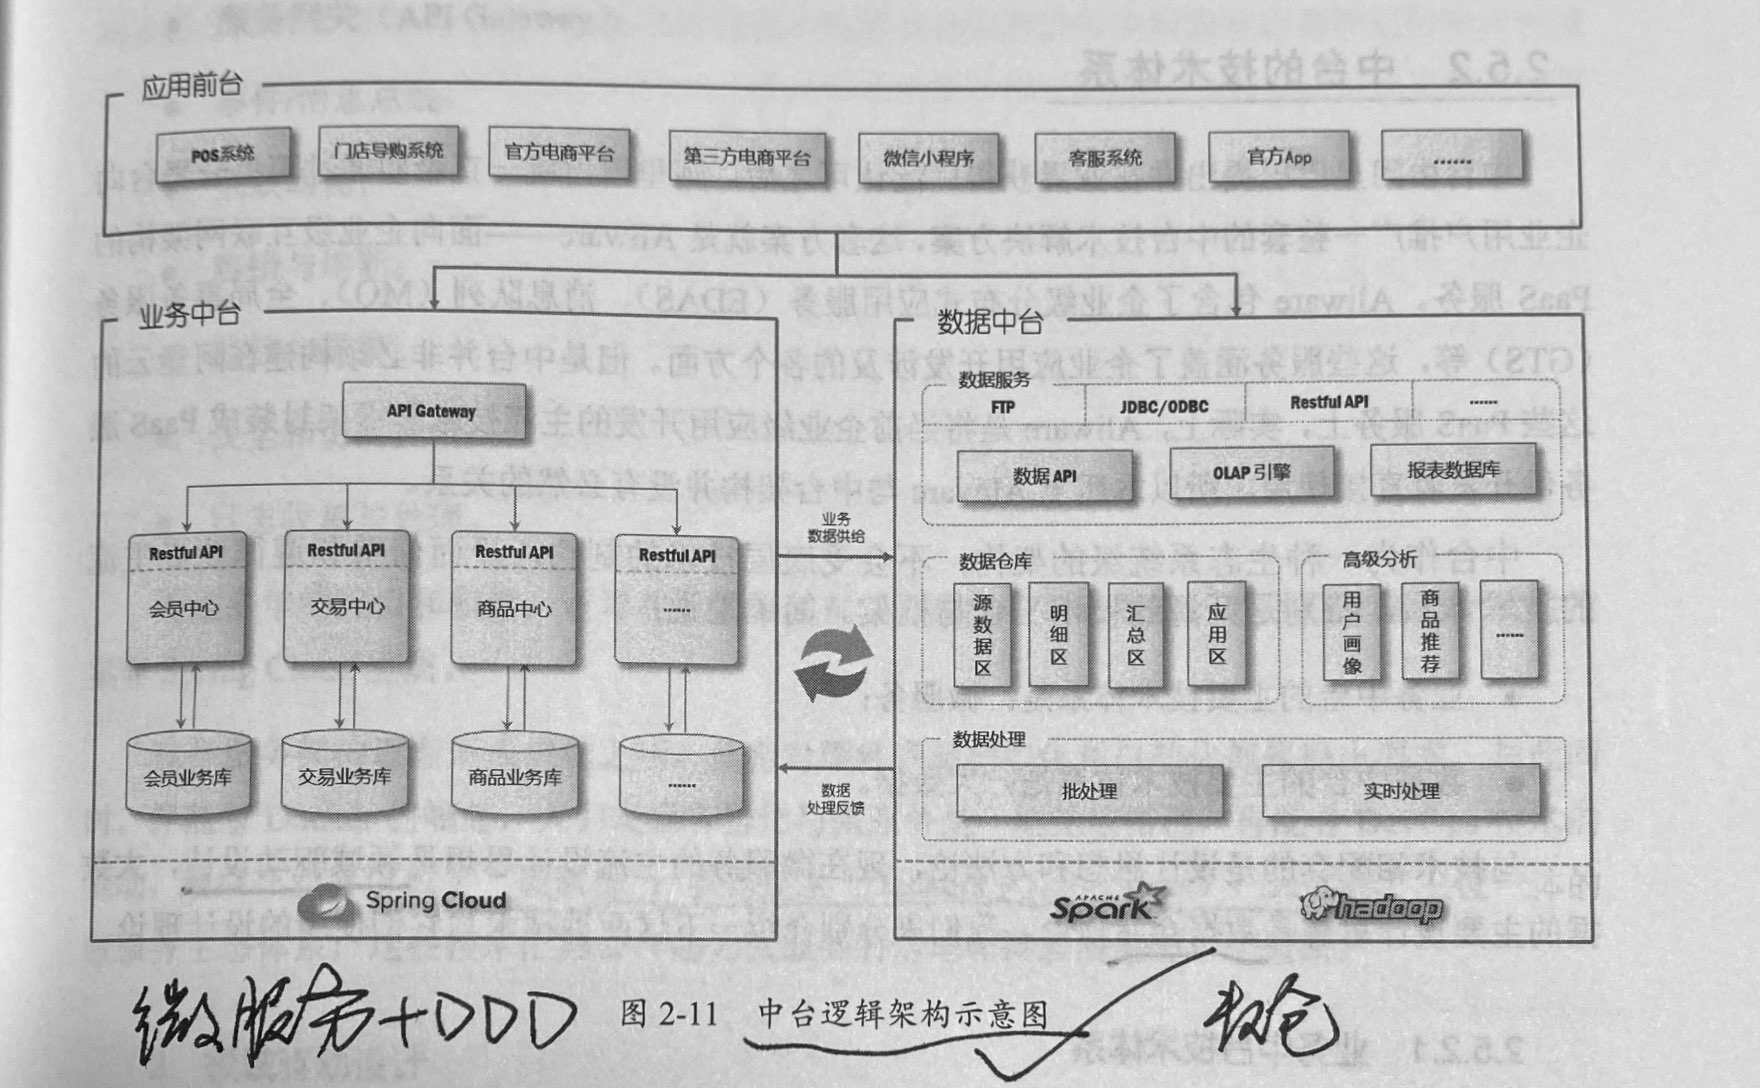 应用前台
POS系统
门店导购系统
官方电商平台
第三方电商平台
微信小程序
客服系统
官方App
……
业务中台
API Gateway
Restful API
会员中心
Restful API
交易中心
Restful API
商品中心
Restful API
……
会员业务库
交易业务库
商品业务库
……
Spring Cloud
业务
数据供给
数据
处理反馈
数据中台
数据服务
FTP
JDBC/ODBC
Restful API
……
数据 API
OLAP 引擎
报表数据库
数据仓库
源数据区
明细区
汇总区
应用区
高级分析
用户画像
商品推荐
……
数据处理
批处理
实时处理
APACHE
Spark
hadoop
微服务+DDD
图 2-11 中台逻辑架构示意图
数仓